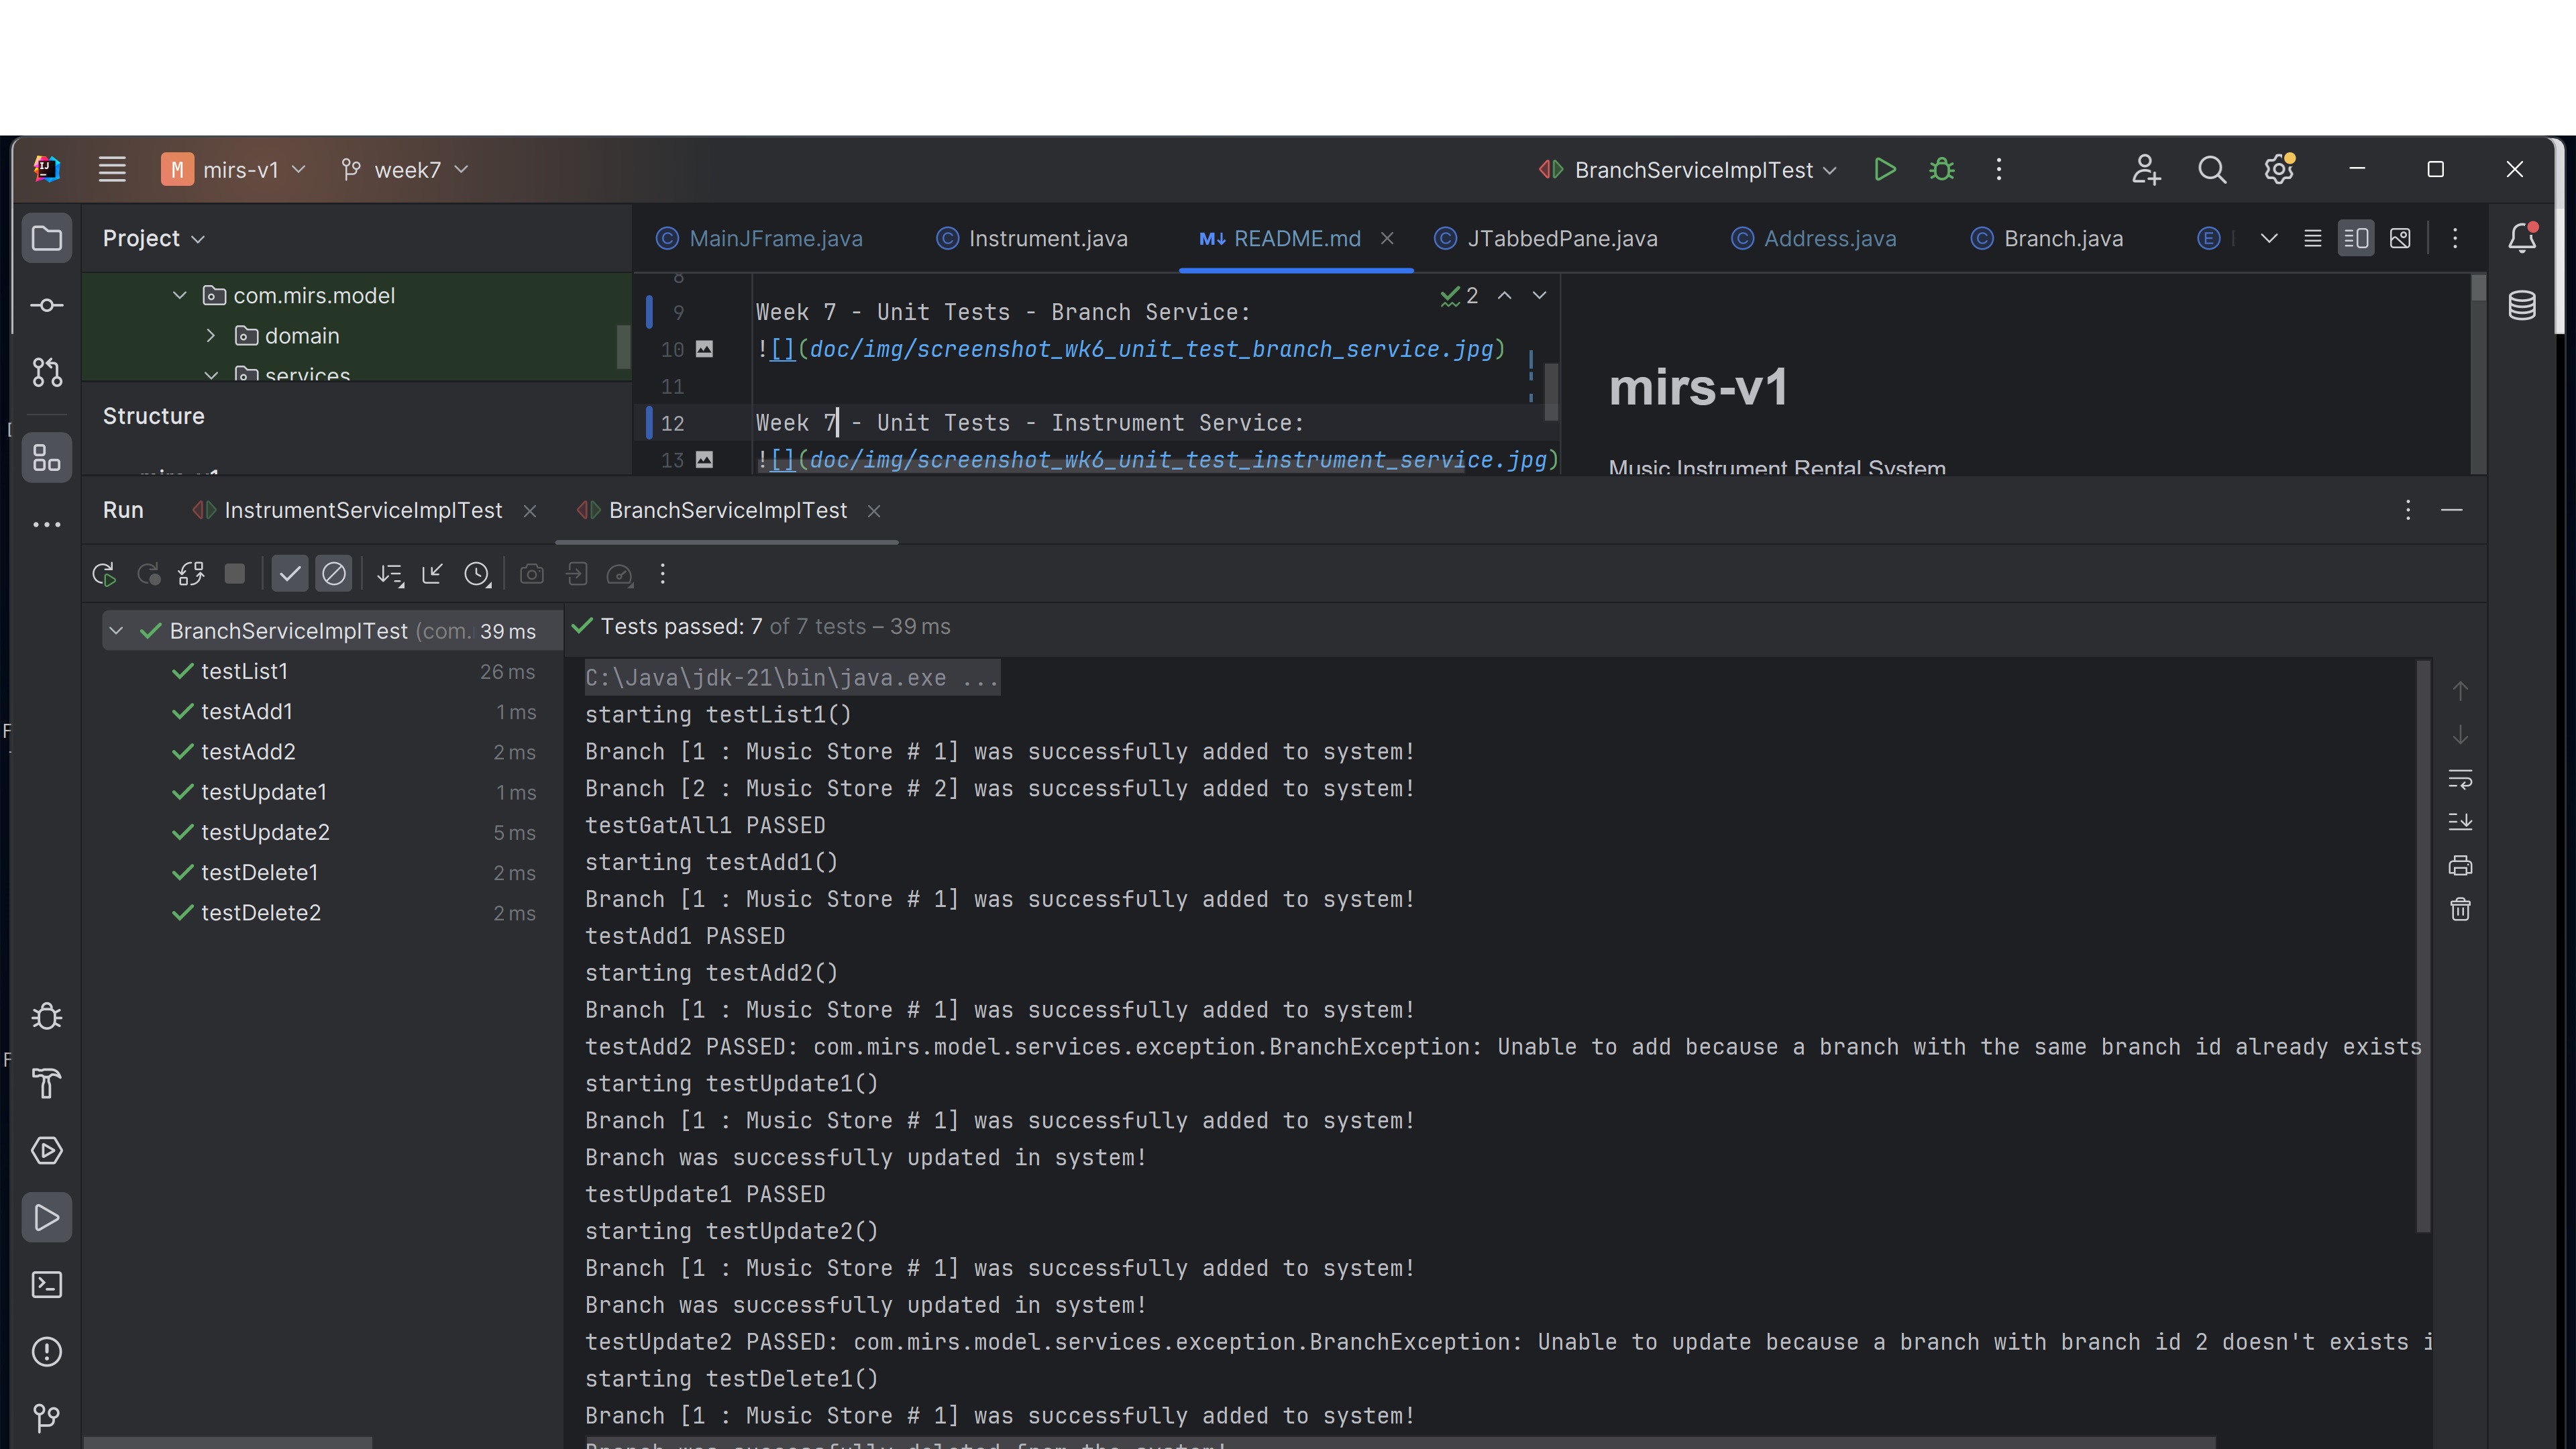 M mirs-v1 week7 BranchServiceImplTest
Project
MainJFrame.java Instrument.java README.md JTabbedPane.java Address.java Branch.java
com.mirs.model
domain
services
Structure
8
9 Week 7 - Unit Tests - Branch Service: 2
10 ![](doc/img/screenshot_wk6_unit_test_branch_service.jpg)
11
12 Week 7 - Unit Tests - Instrument Service:
13 ![](doc/img/screenshot_wk6_unit_test_instrument_service.jpg)
mirs-v1
Music Instrument Rental System
Run InstrumentServiceImplTest BranchServiceImplTest
BranchServiceImplTest (com. 39 ms
testList1 26 ms
testAdd1 1 ms
testAdd2 2 ms
testUpdate1 1 ms
testUpdate2 5 ms
testDelete1 2 ms
testDelete2 2 ms
Tests passed: 7 of 7 tests – 39 ms
C:\Java\jdk-21\bin\java.exe ...
starting testList1()
Branch [1 : Music Store # 1] was successfully added to system!
Branch [2 : Music Store # 2] was successfully added to system!
testGatAll1 PASSED
starting testAdd1()
Branch [1 : Music Store # 1] was successfully added to system!
testAdd1 PASSED
starting testAdd2()
Branch [1 : Music Store # 1] was successfully added to system!
testAdd2 PASSED: com.mirs.model.services.exception.BranchException: Unable to add because a branch with the same branch id already exists
starting testUpdate1()
Branch [1 : Music Store # 1] was successfully added to system!
Branch was successfully updated in system!
testUpdate1 PASSED
starting testUpdate2()
Branch [1 : Music Store # 1] was successfully added to system!
Branch was successfully updated in system!
testUpdate2 PASSED: com.mirs.model.services.exception.BranchException: Unable to update because a branch with branch id 2 doesn't exists i
starting testDelete1()
Branch [1 : Music Store # 1] was successfully added to system!